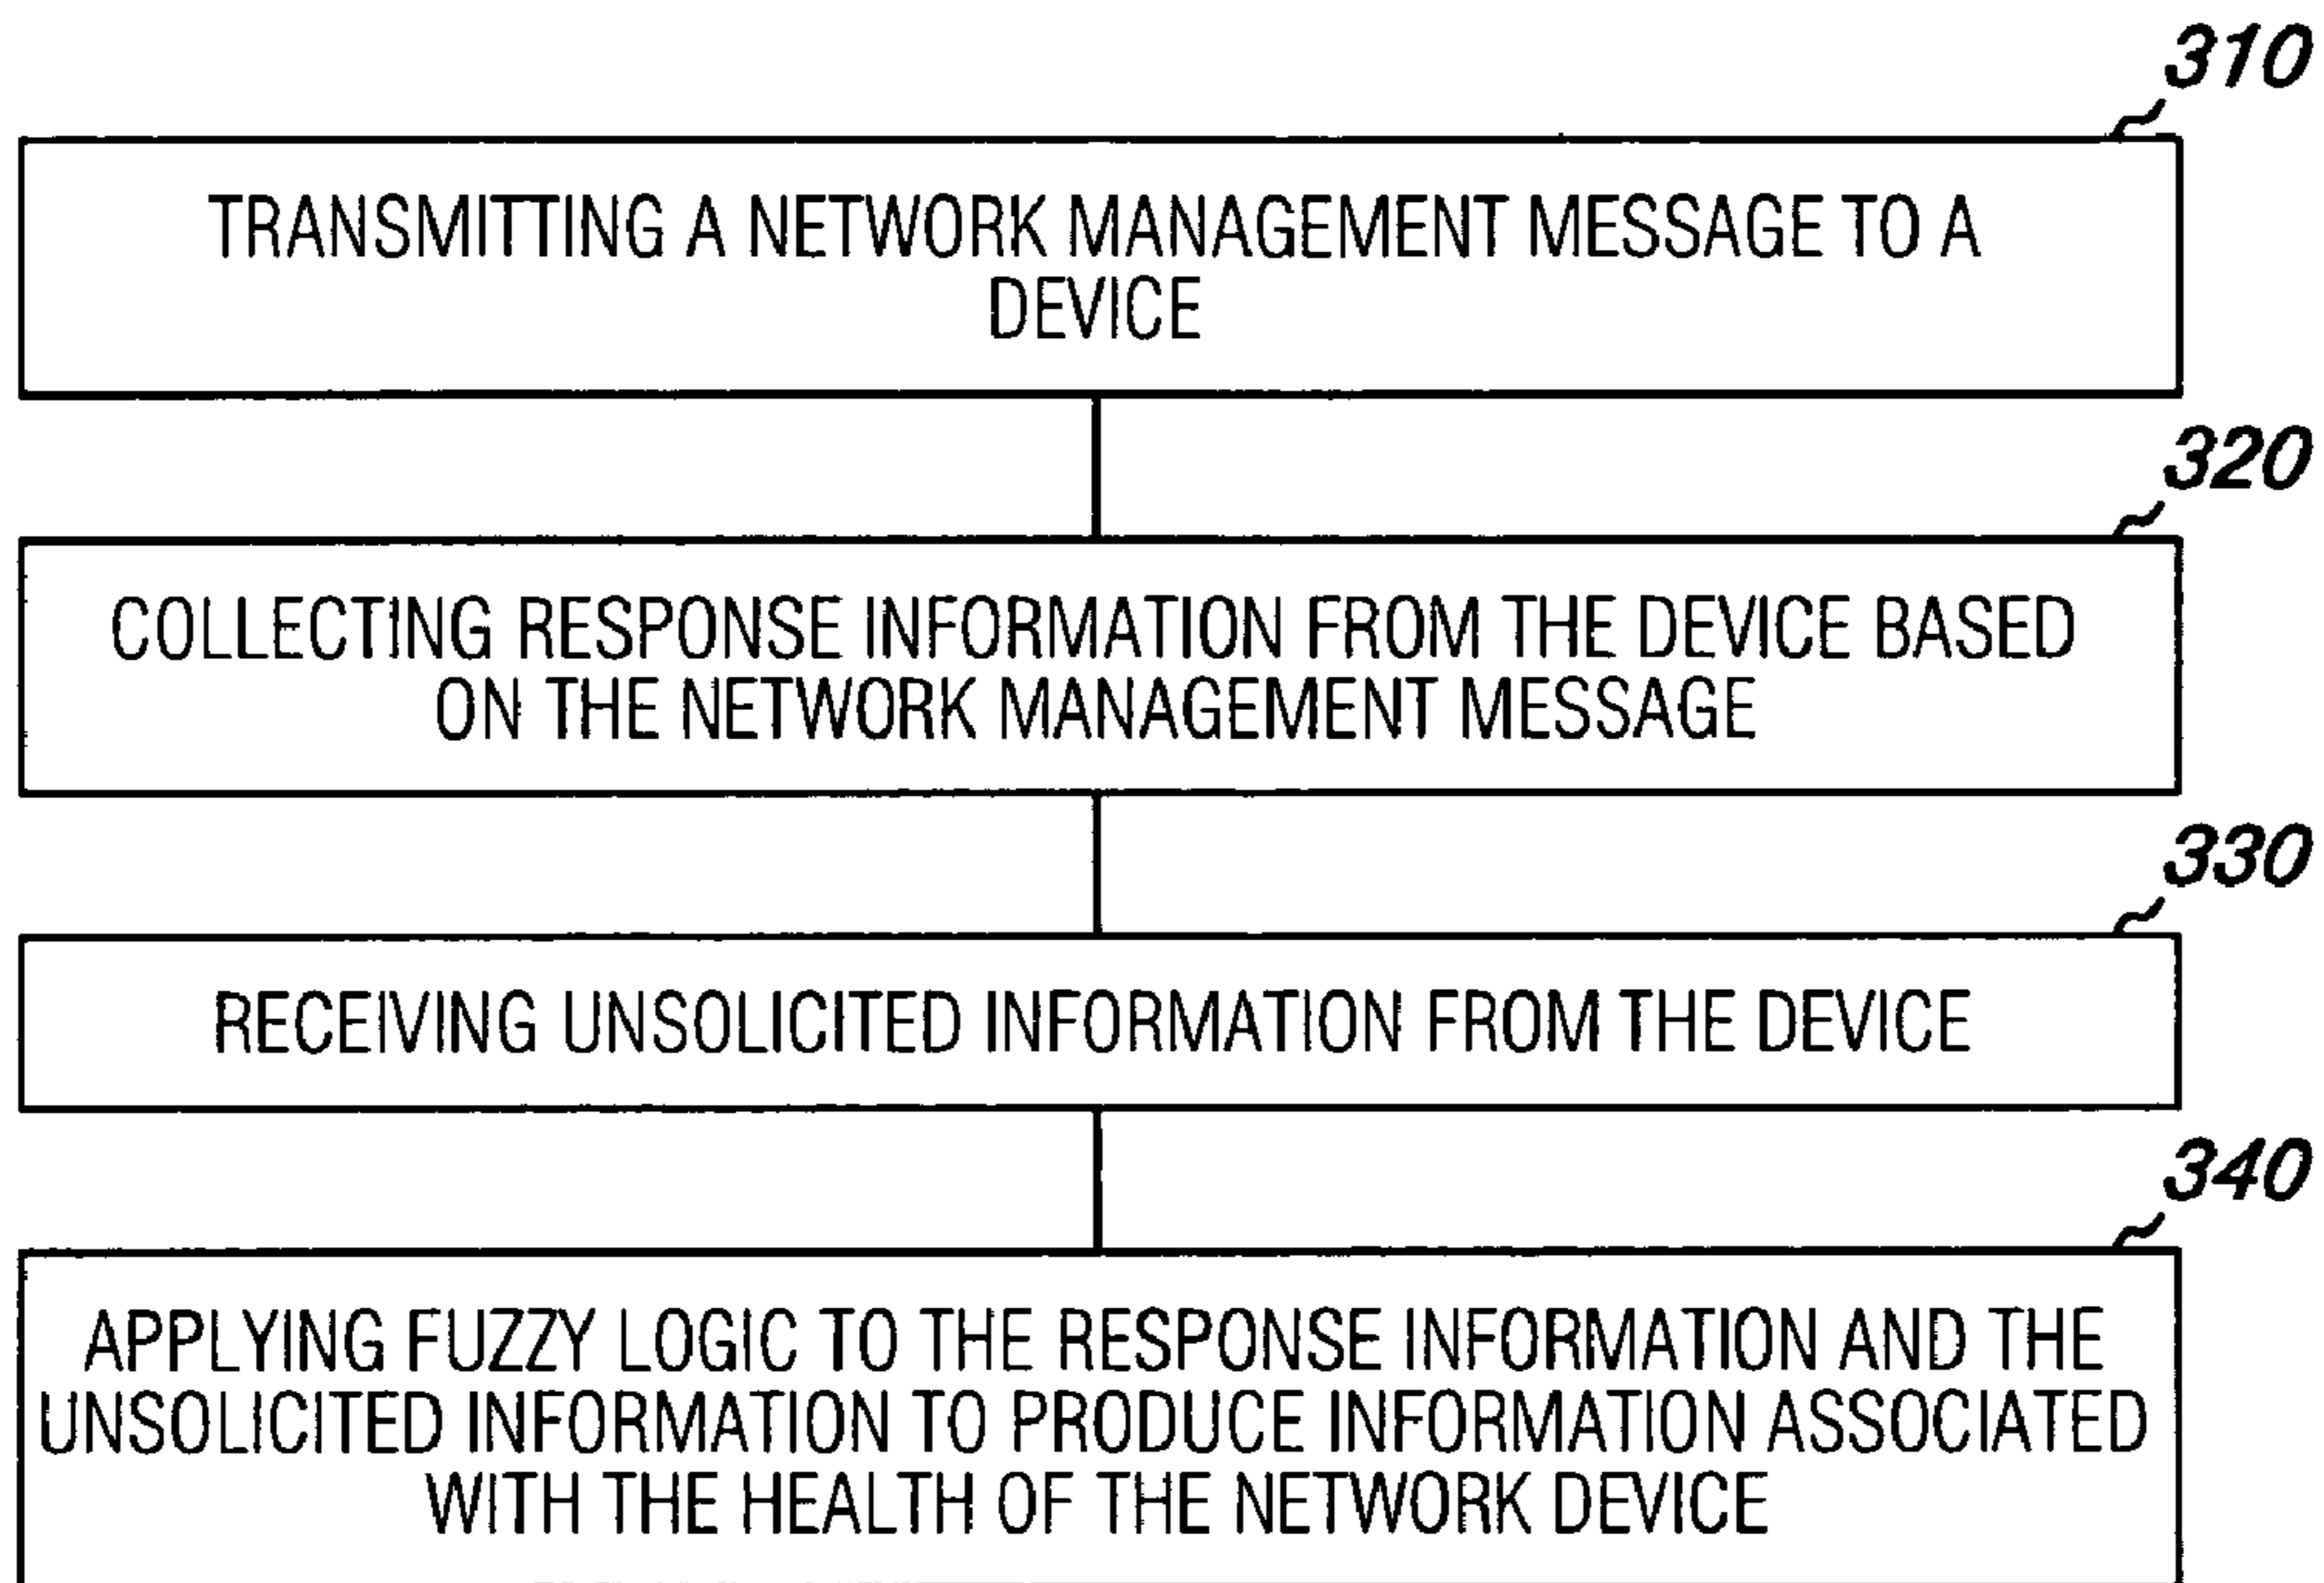 310
TRANSMITTING A NETWORK MANAGEMENT MESSAGE TO A
DEVICE
320
COLLECTING RESPONSE INFORMATION FROM THE DEVICE BASED
ON THE NETWORK MANAGEMENT MESSAGE
330
RECEIVING UNSOLICITED INFORMATION FROM THE DEVICE
340
APPLYING FUZZY LOGIC TO THE RESPONSE INFORMATION AND THE
UNSOLICITED INFORMATION TO PRODUCE INFORMATION ASSOCIATED
WITH THE HEALTH OF THE NETWORK DEVICE